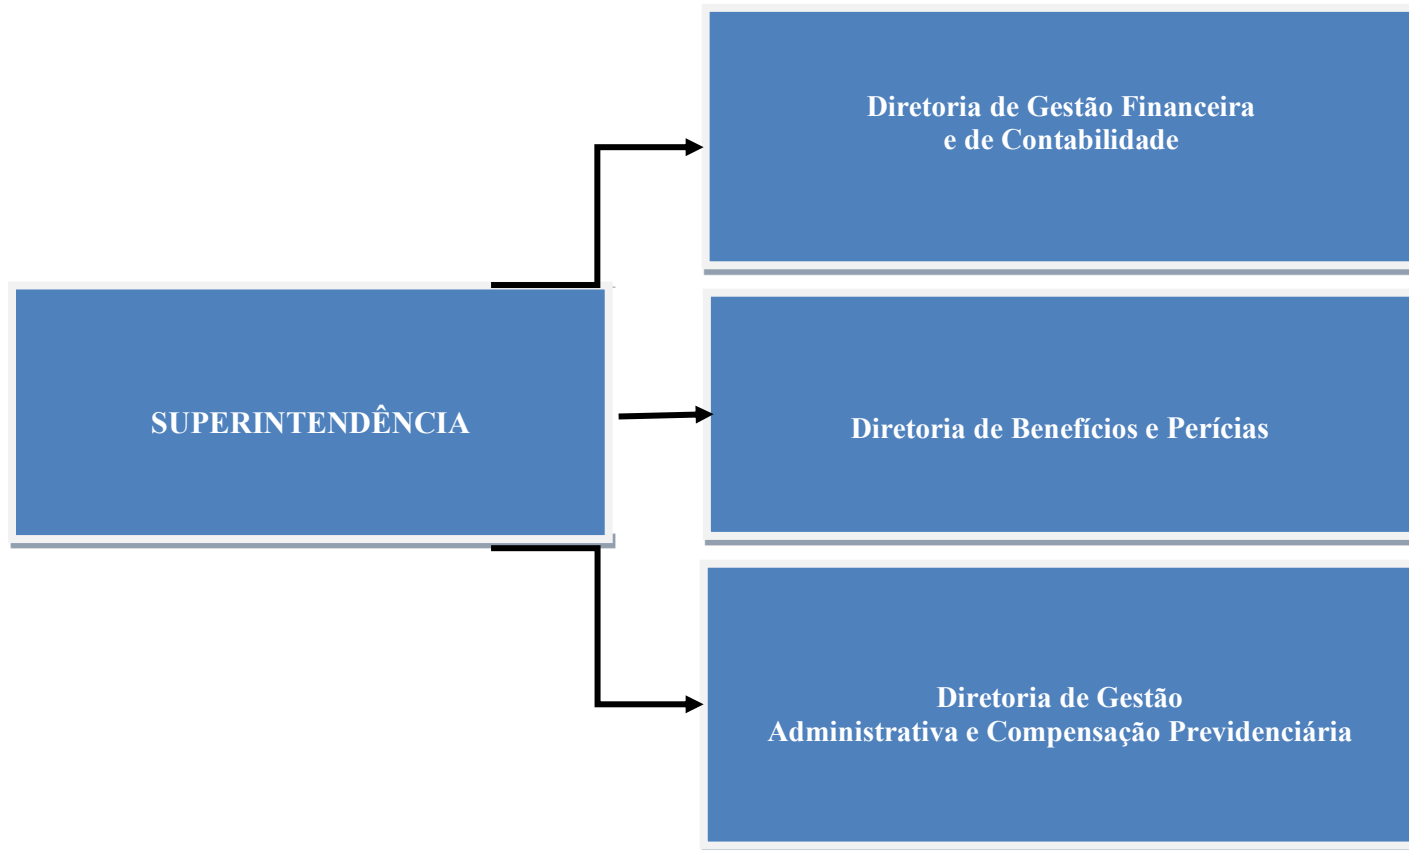 Diretoria de Gestão Financeira
e de Contabilidade
SUPERINTENDÊNCIA
Diretoria de Benefícios e Perícias
Diretoria de Gestão
Administrativa e Compensação Previdenciária